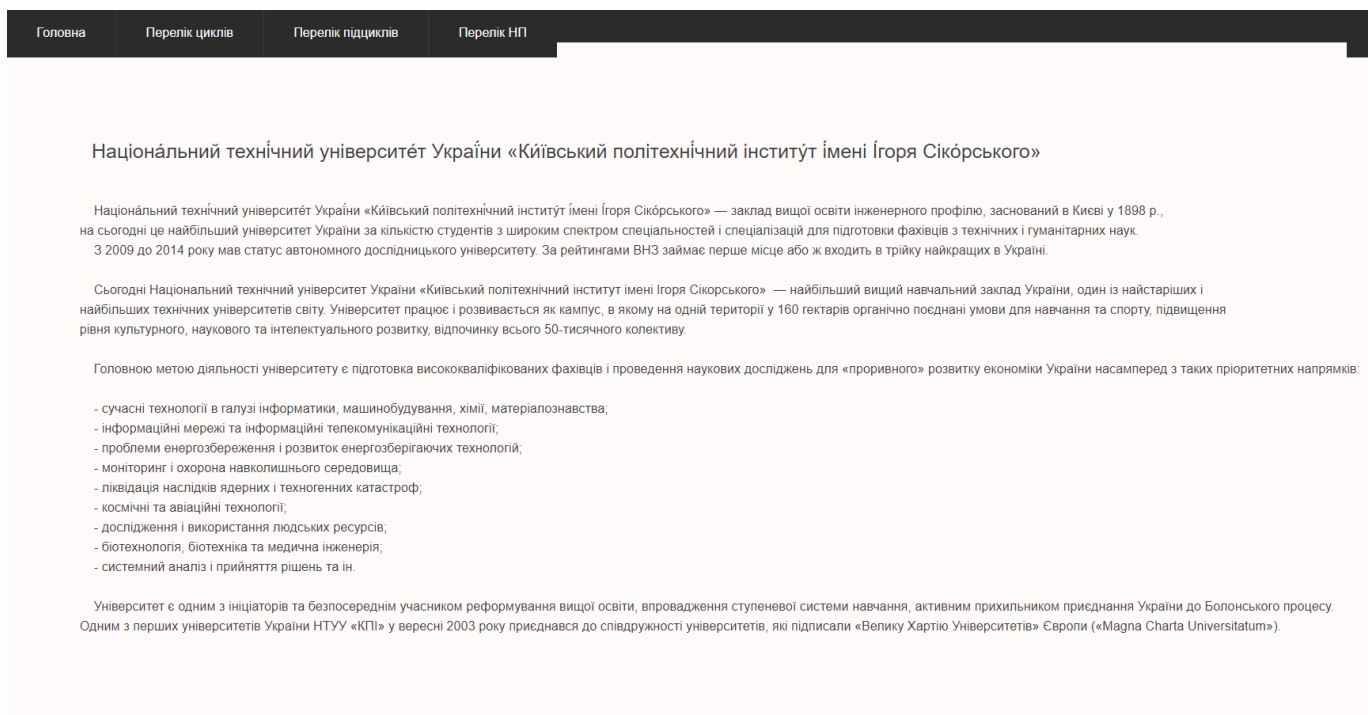 Головна
Перелік циклів
Перелік підциклів
Перелік НП
Націона́льний техні́чний університе́т Украї́ни «Ки́ївський політехні́чний інститу́т і́мені І́горя Сіко́рського»
Націона́льний техні́чний університе́т Украї́ни «Ки́ївський політехні́чний інститу́т і́мені І́горя Сіко́рського» — заклад вищої освіти інженерного профілю, заснований в Києві у 1898 р.,
на сьогодні це найбільший університет України за кількістю студентів з широким спектром спеціальностей і спеціалізацій для підготовки фахівців з технічних і гуманітарних наук.
З 2009 до 2014 року мав статус автономного дослідницького університету. За рейтингами ВНЗ займає перше місце або ж входить в трійку найкращих в Україні.
Сьогодні Національний технічний університет України «Київський політехнічний інститут імені Ігоря Сікорського» — найбільший вищий навчальний заклад України, один із найстаріших і
найбільших технічних університетів світу. Університет працює і розвивається як кампус, в якому на одній території у 160 гектарів органічно поєднані умови для навчання та спорту, підвищення
рівня культурного, наукового та інтелектуального розвитку, відпочинку всього 50-тисячного колективу.
Головною метою діяльності університету є підготовка висококваліфікованих фахівців і проведення наукових досліджень для «проривного» розвитку економіки України насамперед з таких пріоритетних напрямків:
- сучасні технології в галузі інформатики, машинобудування, хімії, матеріалознавства;
- інформаційні мережі та інформаційні телекомунікаційні технології;
- проблеми енергозбереження і розвиток енергозберігаючих технологій;
- моніторинг і охорона навколишнього середовища;
- ліквідація наслідків ядерних і техногенних катастроф;
- космічні та авіаційні технології;
- дослідження і використання людських ресурсів;
- біотехнологія, біотехніка та медична інженерія;
- системний аналіз і прийняття рішень та ін.
Університет є одним з ініціаторів та безпосереднім учасником реформування вищої освіти, впровадження ступеневої системи навчання, активним прихильником приєднання України до Болонського процесу.
Одним з перших університетів України НТУУ «КПІ» у вересні 2003 року приєднався до співдружності університетів, які підписали «Велику Хартію Університетів» Європи («Magna Charta Universitatum»).